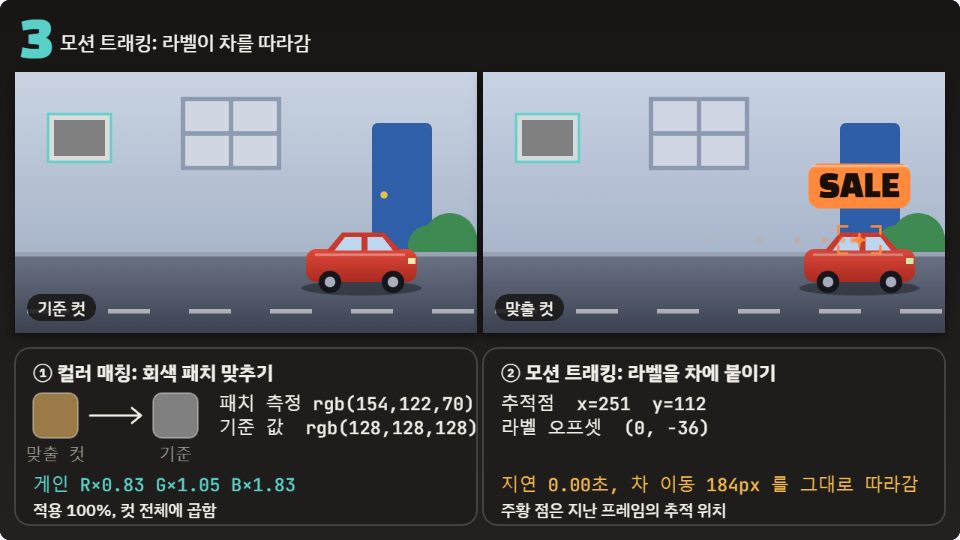 3 모션 트래킹: 라벨이 차를 따라감
기준 컷
SALE
맞출 컷
① 컬러 매칭: 회색 패치 맞추기
패치 측정 rgb(154,122,70)
기준 값 rgb(128,128,128)
맞출 컷
기준
게인 R×0.83 G×1.05 B×1.83
적용 100%, 컷 전체에 곱함
② 모션 트래킹: 라벨을 차에 붙이기
추적점 x=251 y=112
라벨 오프셋 (0, -36)
지연 0.00초, 차 이동 184px 를 그대로 따라감
주황 점은 지난 프레임의 추적 위치